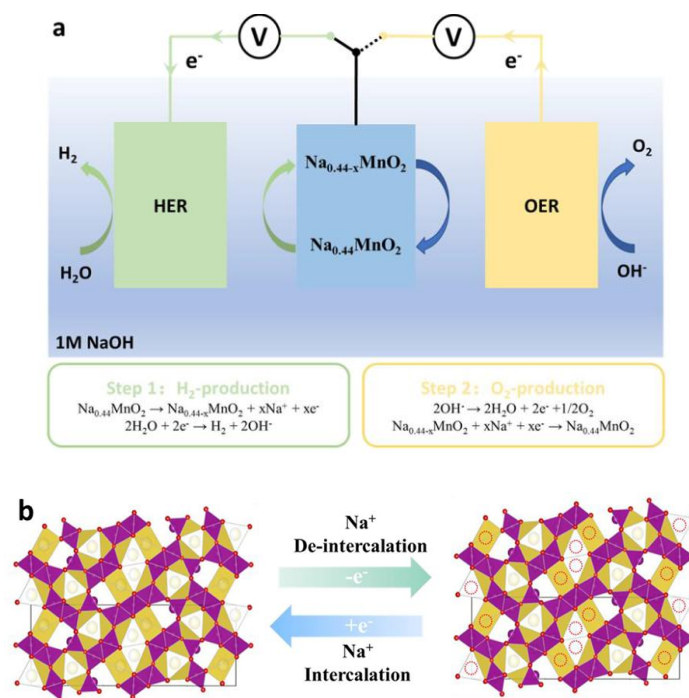 a
V
V
e⁻
e⁻
H₂
Na₀.₄₄₋ₓMnO₂
O₂
HER
OER
Na₀.₄₄MnO₂
H₂O
OH⁻
1M NaOH
Step 1： H₂-production
Na₀.₄₄MnO₂ → Na₀.₄₄₋ₓMnO₂ + xNa⁺ + xe⁻
2H₂O + 2e⁻ → H₂ + 2OH⁻
Step 2： O₂-production
2OH⁻ → 2H₂O + 2e⁻ +1/2O₂
Na₀.₄₄₋ₓMnO₂ + xNa⁺ + xe⁻ → Na₀.₄₄MnO₂
b
Na⁺
De-intercalation
-e⁻
+e⁻
Na⁺
Intercalation